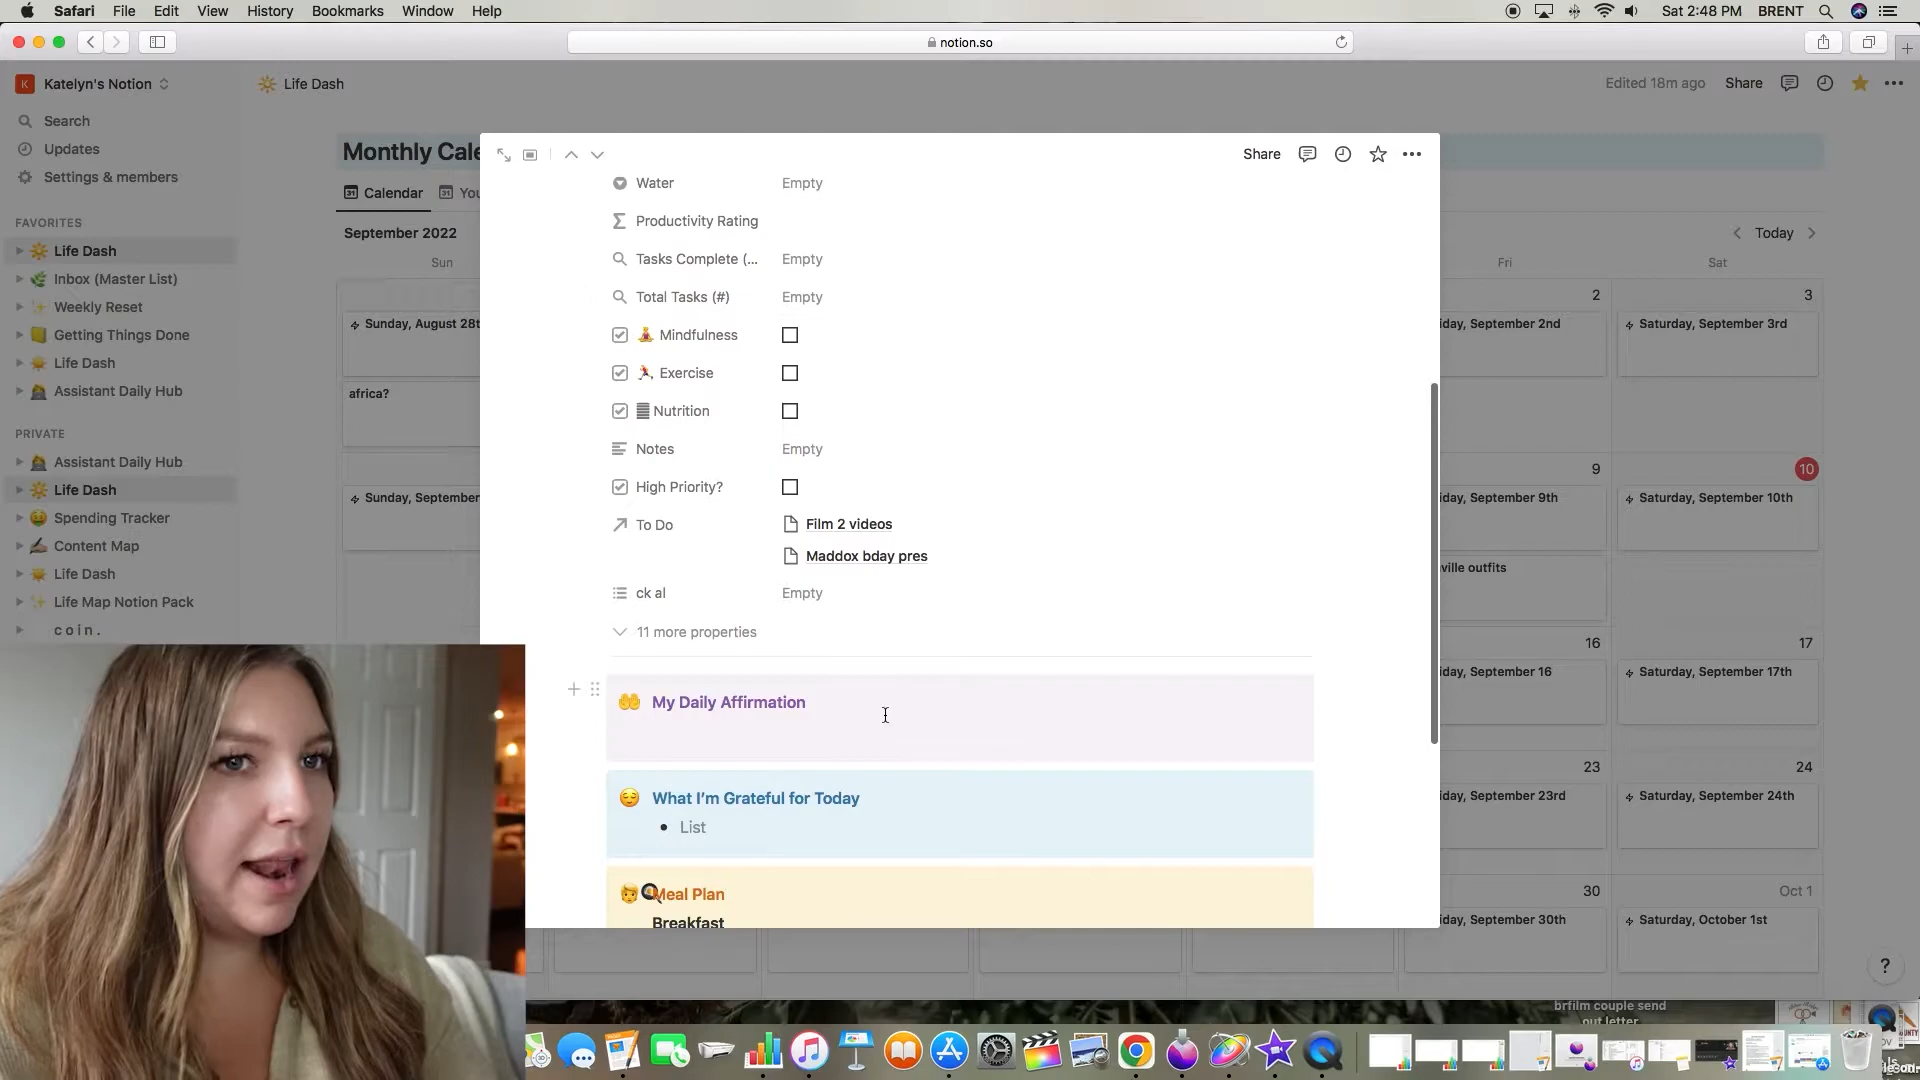 Safari File Edit View History Bookmarks Window Help
Sat 2:48 PM BRENT
notion.so
K Katelyn's Notion
Life Dash
Edited 18m ago Share
Search
Updates
Settings & members
FAVORITES
Life Dash
Inbox (Master List)
Weekly Reset
Getting Things Done
Life Dash
Assistant Daily Hub
PRIVATE
Assistant Daily Hub
Life Dash
Spending Tracker
Content Map
Life Dash
Life Map Notion Pack
coin.
Monthly Cale
Calendar You
September 2022
Today
Sun
Fri
Sat
Sunday, August 28t
africa?
Sunday, September
2
3
iday, September 2nd
Saturday, September 3rd
9
10
iday, September 9th
Saturday, September 10th
ville outfits
16
17
iday, September 16
Saturday, September 17th
23
24
iday, September 23rd
Saturday, September 24th
30
Oct 1
iday, September 30th
Saturday, October 1st
Share
Water Empty
Productivity Rating
Tasks Complete (... Empty
Total Tasks (#) Empty
Mindfulness
Exercise
Nutrition
Notes Empty
High Priority?
To Do Film 2 videos
Maddox bday pres
ck al Empty
11 more properties
My Daily Affirmation
What I'm Grateful for Today
List
Meal Plan
Breakfast
?
brfilm couple send
out letter